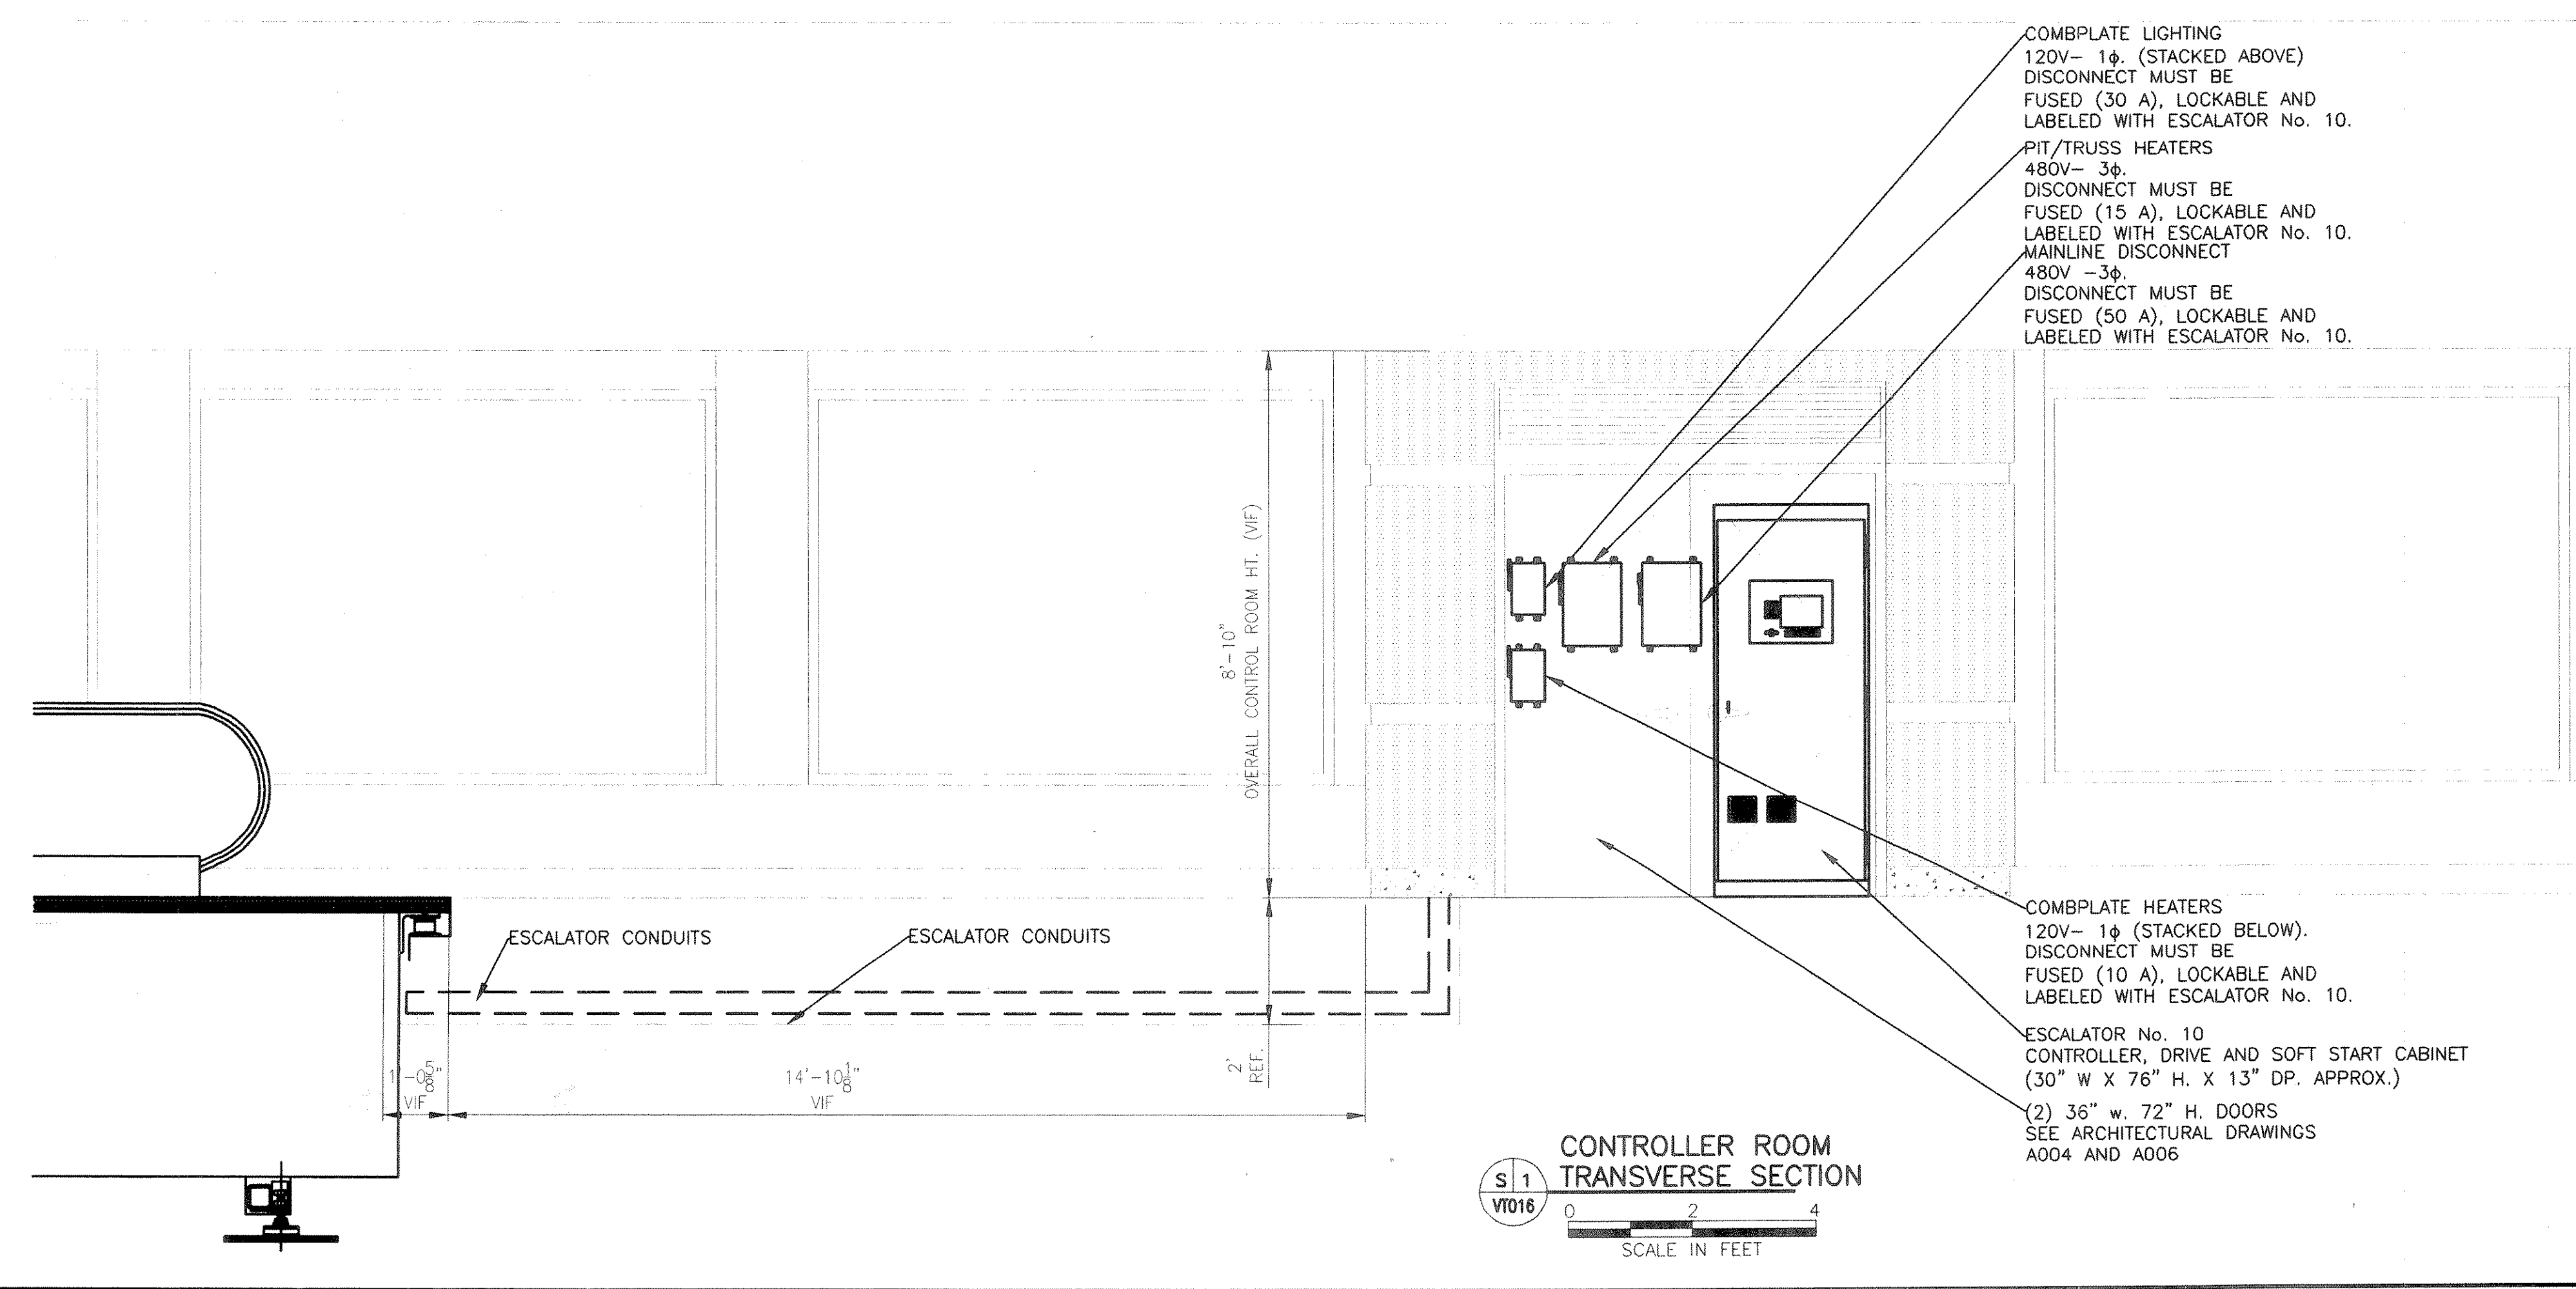 COMBPLATE LIGHTING
120V- 1ϕ. (STACKED ABOVE)
DISCONNECT MUST BE
FUSED (30 A), LOCKABLE AND
LABELED WITH ESCALATOR No. 10.
PIT/TRUSS HEATERS
480V- 3ϕ.
DISCONNECT MUST BE
FUSED (15 A), LOCKABLE AND
LABELED WITH ESCALATOR No. 10.
MAINLINE DISCONNECT
480V -3ϕ.
DISCONNECT MUST BE
FUSED (50 A), LOCKABLE AND
LABELED WITH ESCALATOR No. 10.
8'-10"
OVERALL CONTROL ROOM HT. (VIF)
ESCALATOR CONDUITS
ESCALATOR CONDUITS
1'-0 5/8"
VIF
14'-10 1/8"
VIF
2'
REF.
COMBPLATE HEATERS
120V- 1ϕ (STACKED BELOW).
DISCONNECT MUST BE
FUSED (10 A), LOCKABLE AND
LABELED WITH ESCALATOR No. 10.
ESCALATOR No. 10
CONTROLLER, DRIVE AND SOFT START CABINET
(30" W X 76" H. X 13" DP. APPROX.)
(2) 36" w. 72" H. DOORS
SEE ARCHITECTURAL DRAWINGS
A004 AND A006
S 1
VT016
CONTROLLER ROOM
TRANSVERSE SECTION
0 2 4
SCALE IN FEET